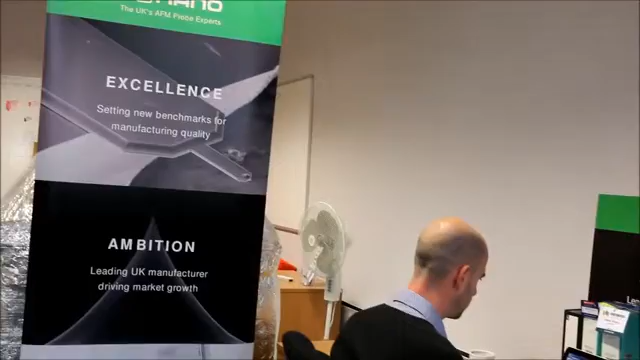 The UK's AFM Probe Experts
EXCELLENCE
Setting new benchmarks for
manufacturing quality
AMBITION
Leading UK manufacturer
driving market growth